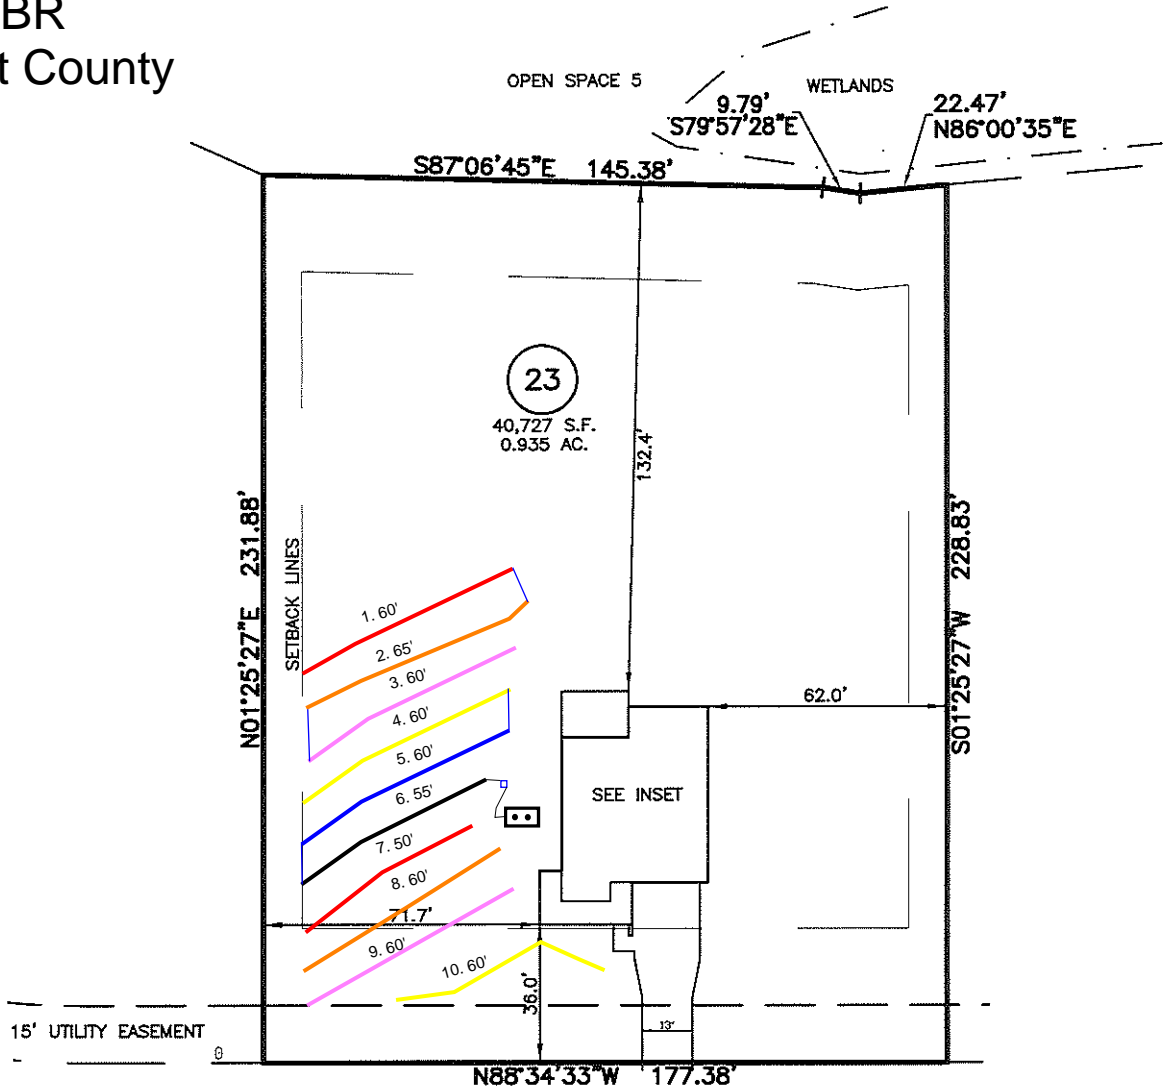 BR
t County
OPEN SPACE 5
WETLANDS
9.79'
S79°57'28"E
22.47'
N86°00'35"E
S87°06'45"E 145.38'
23
40,727 S.F.
0.935 AC.
132.4'
N01°25'27"E 231.88'
SETBACK LINES
S01°25'27"W 228.83'
1. 60'
2. 65'
3. 60'
4. 60'
5. 60'
6. 55'
7. 50'
8. 60'
9. 60'
10. 60'
62.0'
SEE INSET
71.7'
36.0'
13'
15' UTILITY EASEMENT
N88°34'33"W 177.38'